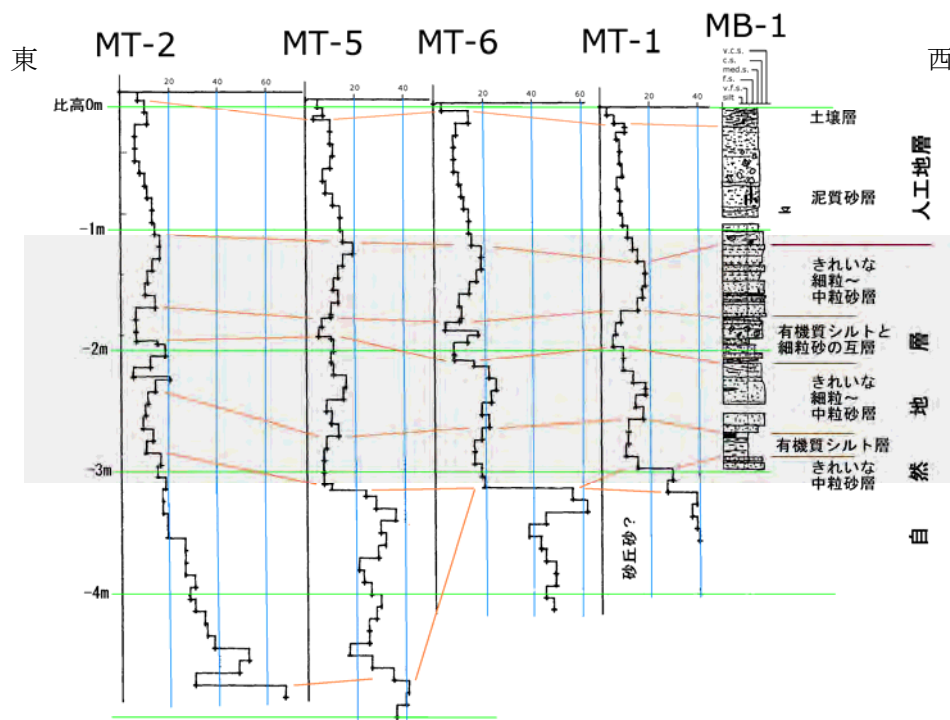 東
MT-2
MT-5
MT-6
MT-1
MB-1
西
v.c.s.
c.s.
med.s.
f.s.
v.f.s.
silt
20 40 60
20 40
20 60
20 40
比高0m
-1m
-2m
-3m
-4m
土壌層
泥質砂層
きれいな
細粒～
中粒砂層
有機質シルトと
細粒砂の互層
きれいな
細粒～
中粒砂層
有機質シルト層
きれいな
中粒砂層
人工地層
自然地層
砂丘砂？